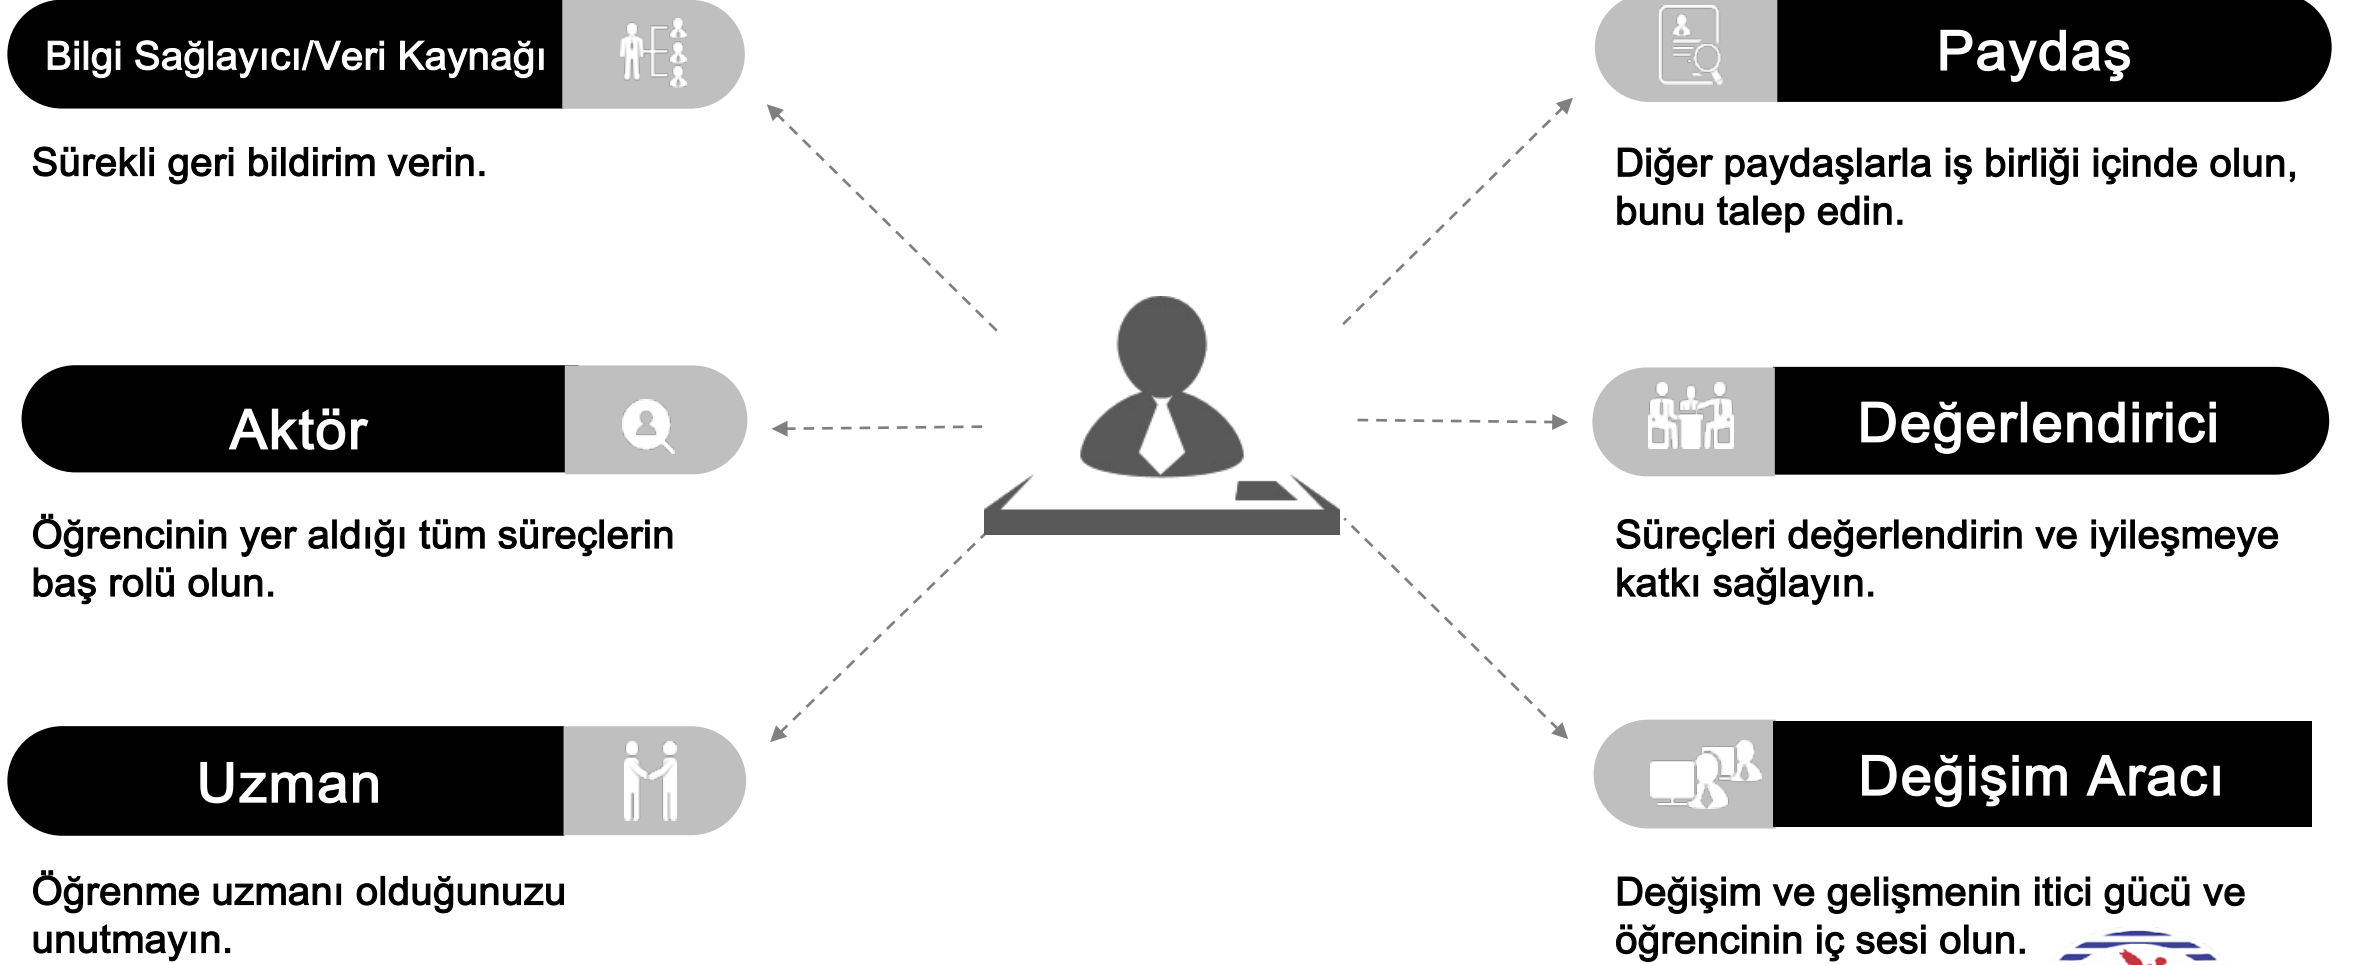 Bilgi Sağlayıcı/Veri Kaynağı
Sürekli geri bildirim verin.
Aktör
Öğrencinin yer aldığı tüm süreçlerin
baş rolü olun.
Uzman
Öğrenme uzmanı olduğunuzu
unutmayın.
Paydaş
Diğer paydaşlarla iş birliği içinde olun,
bunu talep edin.
Değerlendirici
Süreçleri değerlendirin ve iyileşmeye
katkı sağlayın.
Değişim Aracı
Değişim ve gelişmenin itici gücü ve
öğrencinin iç sesi olun.